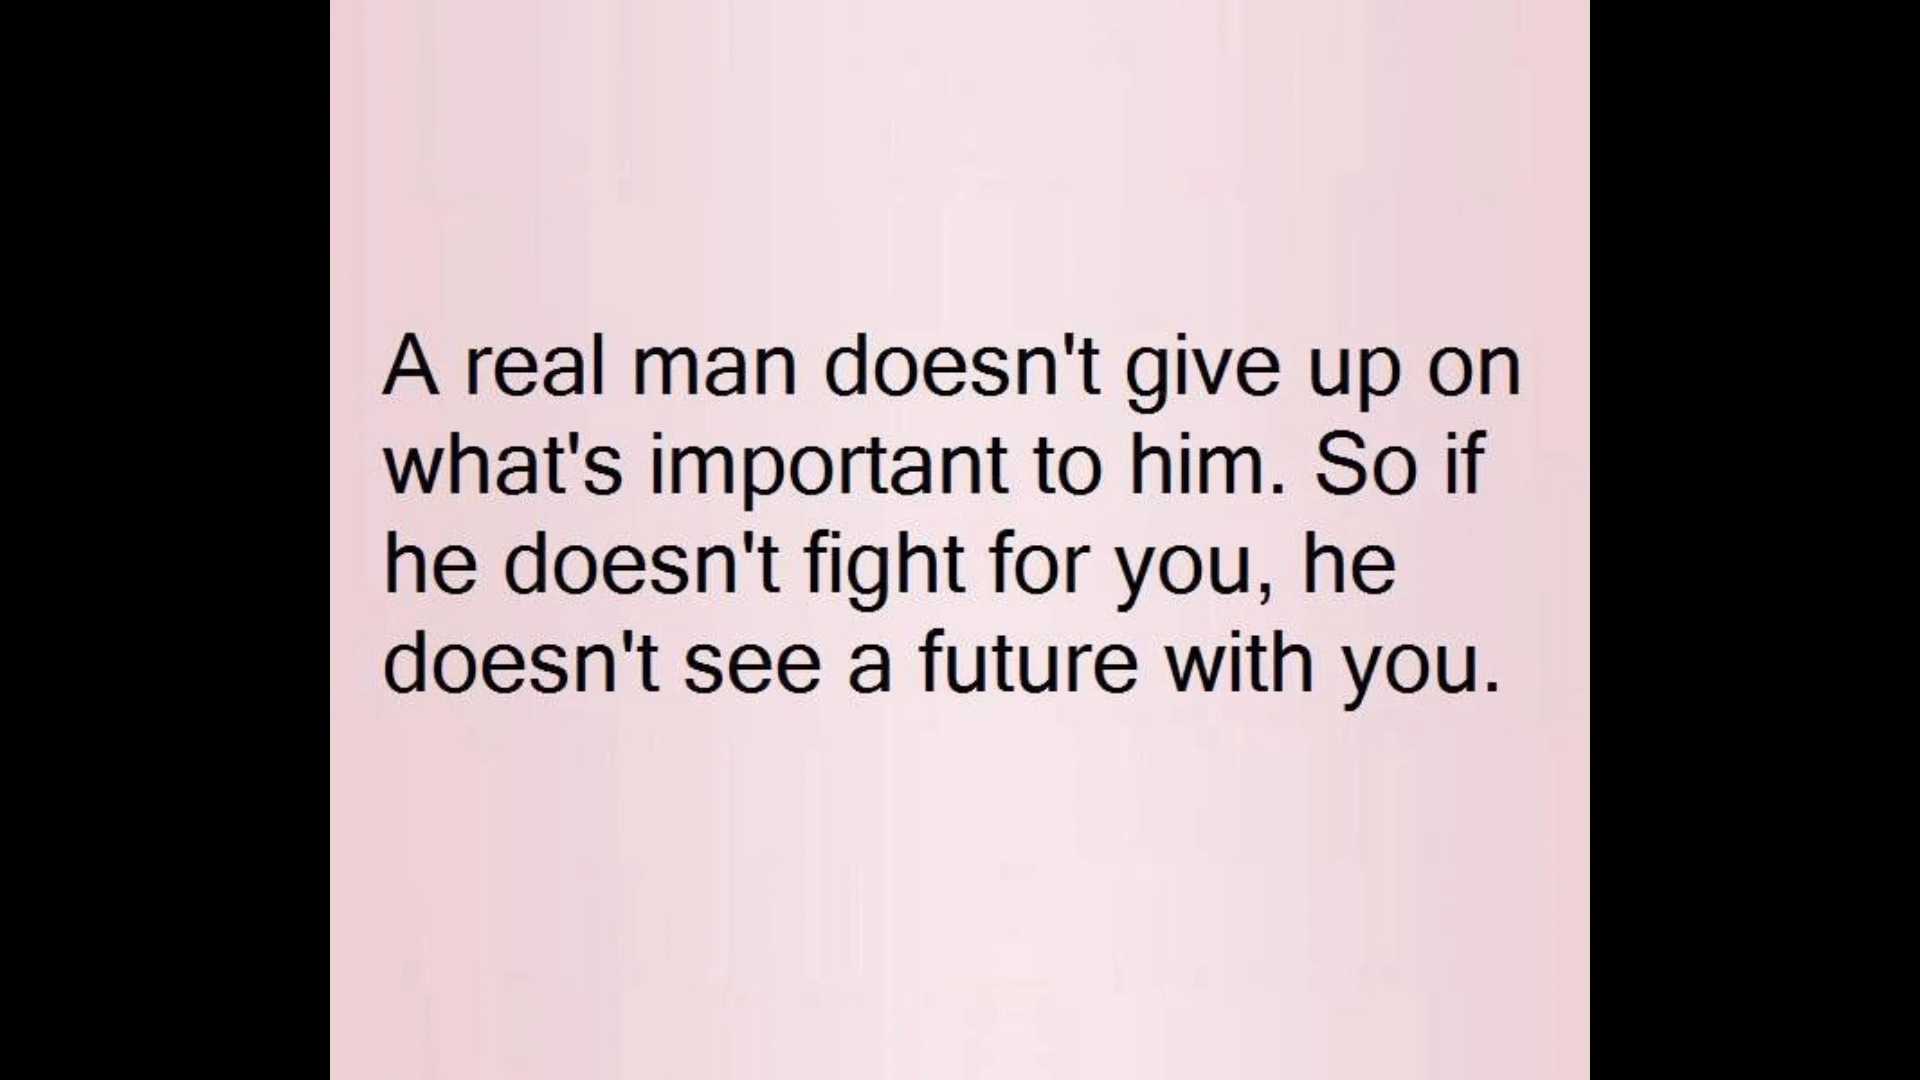 A real man doesn't give up on
what's important to him. So if
he doesn't fight for you, he
doesn't see a future with you.